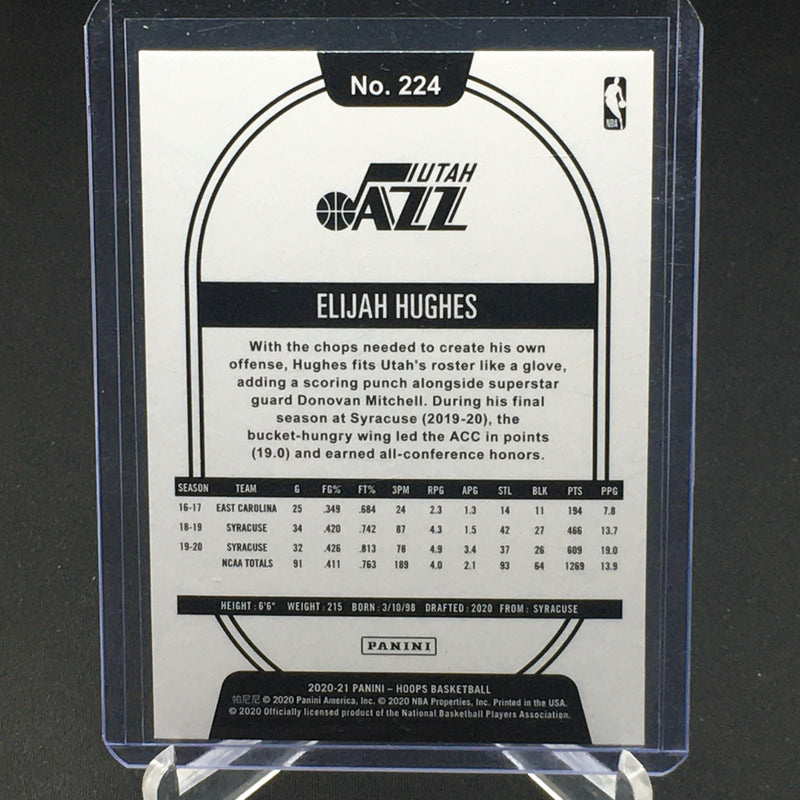 No. 224
NBA
UTAH
JAZZ
ELIJAH HUGHES
With the chops needed to create his own
offense, Hughes fits Utah's roster like a glove,
adding a scoring punch alongside superstar
guard Donovan Mitchell. During his final
season at Syracuse (2019-20), the
bucket-hungry wing led the ACC in points
(19.0) and earned all-conference honors.
SEASON TEAM G FG% FT% 3PM RPG APG STL BLK PTS PPG
16-17 EAST CAROLINA 25 .349 .684 24 2.3 1.3 14 11 194 7.8
18-19 SYRACUSE 34 .420 .742 87 4.3 1.5 42 27 466 13.7
19-20 SYRACUSE 32 .426 .813 78 4.9 3.4 37 26 609 19.0
NCAA TOTALS 91 .411 .763 189 4.0 2.1 93 64 1269 13.9
HEIGHT: 6'6" WEIGHT: 215 BORN: 3/10/98 DRAFTED: 2020 FROM: SYRACUSE
PANINI
2020-21 PANINI – HOOPS BASKETBALL
帕尼尼 © 2020 Panini America, Inc. © 2020 NBA Properties, Inc. Printed in the USA.
© 2020 Officially licensed product of the National Basketball Players Association.